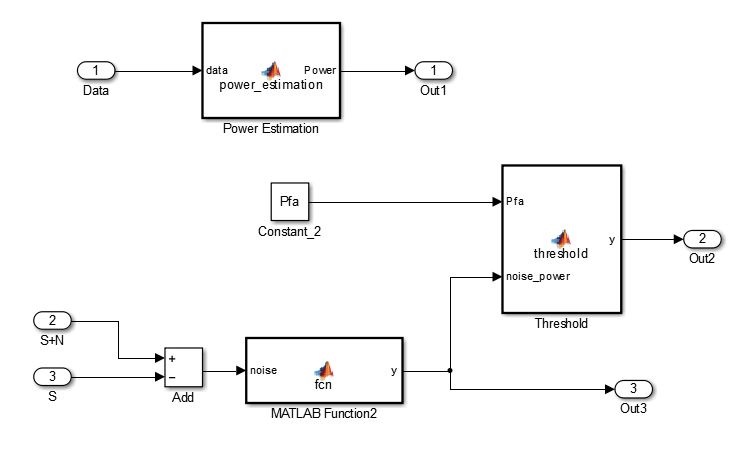 1
Data
data
Power
power_estimation
Power Estimation
1
Out1
Pfa
Constant_2
Pfa
y
threshold
noise_power
Threshold
2
Out2
2
S+N
3
S
+
−
Add
noise
y
fcn
MATLAB Function2
3
Out3